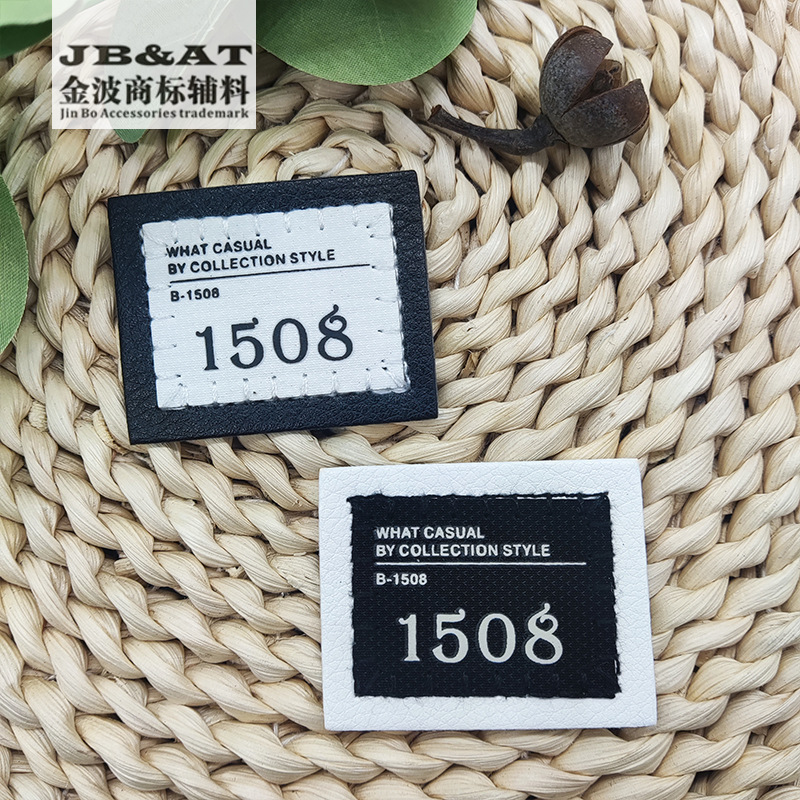 JB&AT
金波商标辅料
Jin Bo Accessories trademark
WHAT CASUAL
BY COLLECTION STYLE
B-1508
1508
WHAT CASUAL
BY COLLECTION STYLE
B-1508
1508